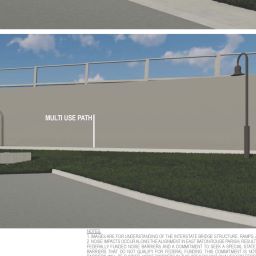 MULTI USE PATH
NOTES:
1. IMAGES ARE FOR UNDERSTANDING OF THE INTERSTATE BRIDGE STRUCTURE, RAMPS
2. NOISE IMPACTS OCCUR ALONG THE ALIGNMENT IN EAST BATON ROUGE PARISH. RESULT
FEDERALLY FUNDED NOISE BARRIERS AND A COMMITMENT TO SEEK A SPECIAL STATE
BARRIERS THAT DO NOT QUALIFY FOR FEDERAL FUNDING. THIS COMMITMENT IS NOT